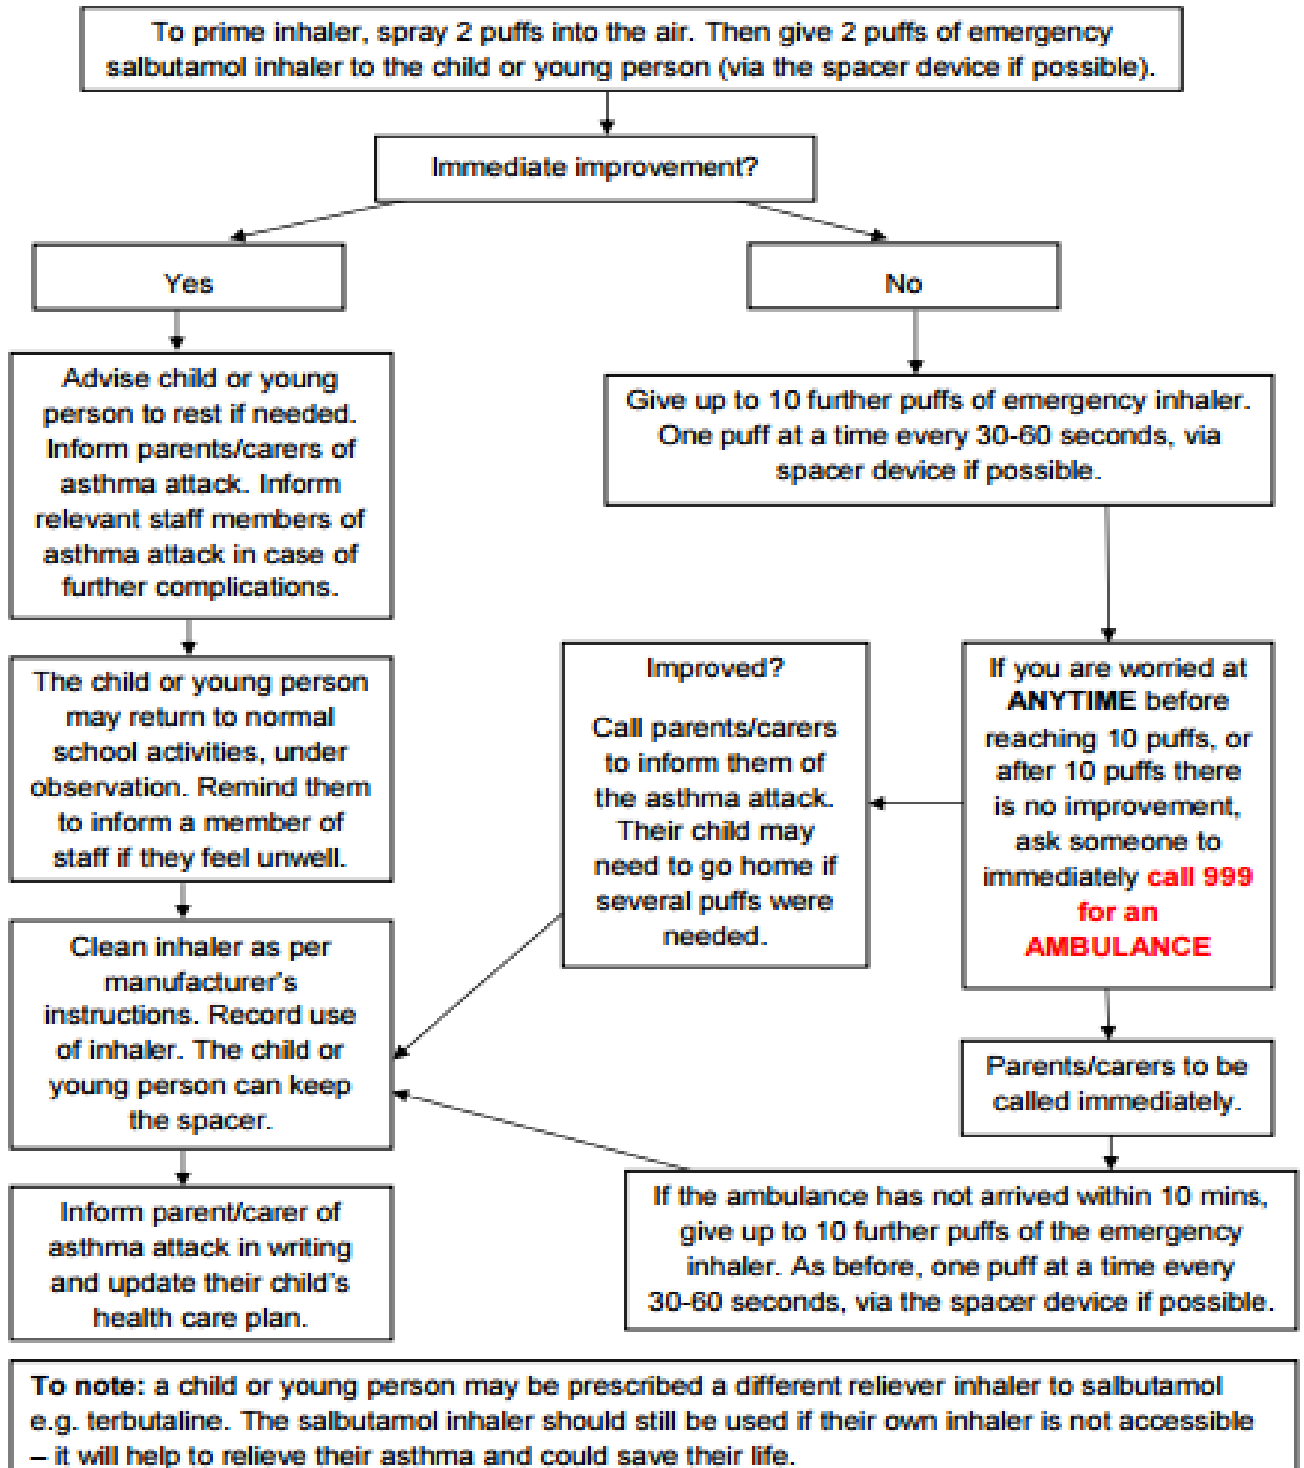 To prime inhaler, spray 2 puffs into the air. Then give 2 puffs of emergency
salbutamol inhaler to the child or young person (via the spacer device if possible).
Immediate improvement?
Yes
No
Advise child or young
person to rest if needed.
Inform parents/carers of
asthma attack. Inform
relevant staff members of
asthma attack in case of
further complications.
Give up to 10 further puffs of emergency inhaler.
One puff at a time every 30-60 seconds, via
spacer device if possible.
The child or young person
may return to normal
school activities, under
observation. Remind them
to inform a member of
staff if they feel unwell.
Improved?
Call parents/carers
to inform them of
the asthma attack.
Their child may
need to go home if
several puffs were
needed.
If you are worried at
ANYTIME before
reaching 10 puffs, or
after 10 puffs there
is no improvement,
ask someone to
immediately call 999
for an
AMBULANCE
Clean inhaler as per
manufacturer's
instructions. Record use
of inhaler. The child or
young person can keep
the spacer.
Parents/carers to be
called immediately.
Inform parent/carer of
asthma attack in writing
and update their child's
health care plan.
If the ambulance has not arrived within 10 mins,
give up to 10 further puffs of the emergency
inhaler. As before, one puff at a time every
30-60 seconds, via the spacer device if possible.
To note: a child or young person may be prescribed a different reliever inhaler to salbutamol
e.g. terbutaline. The salbutamol inhaler should still be used if their own inhaler is not accessible
– it will help to relieve their asthma and could save their life.